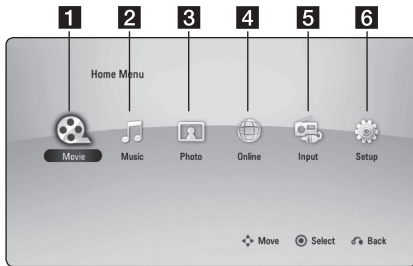 1 2 3 4 5 6
Home Menu
Movie Music Photo Online Input Setup
Move Select Back